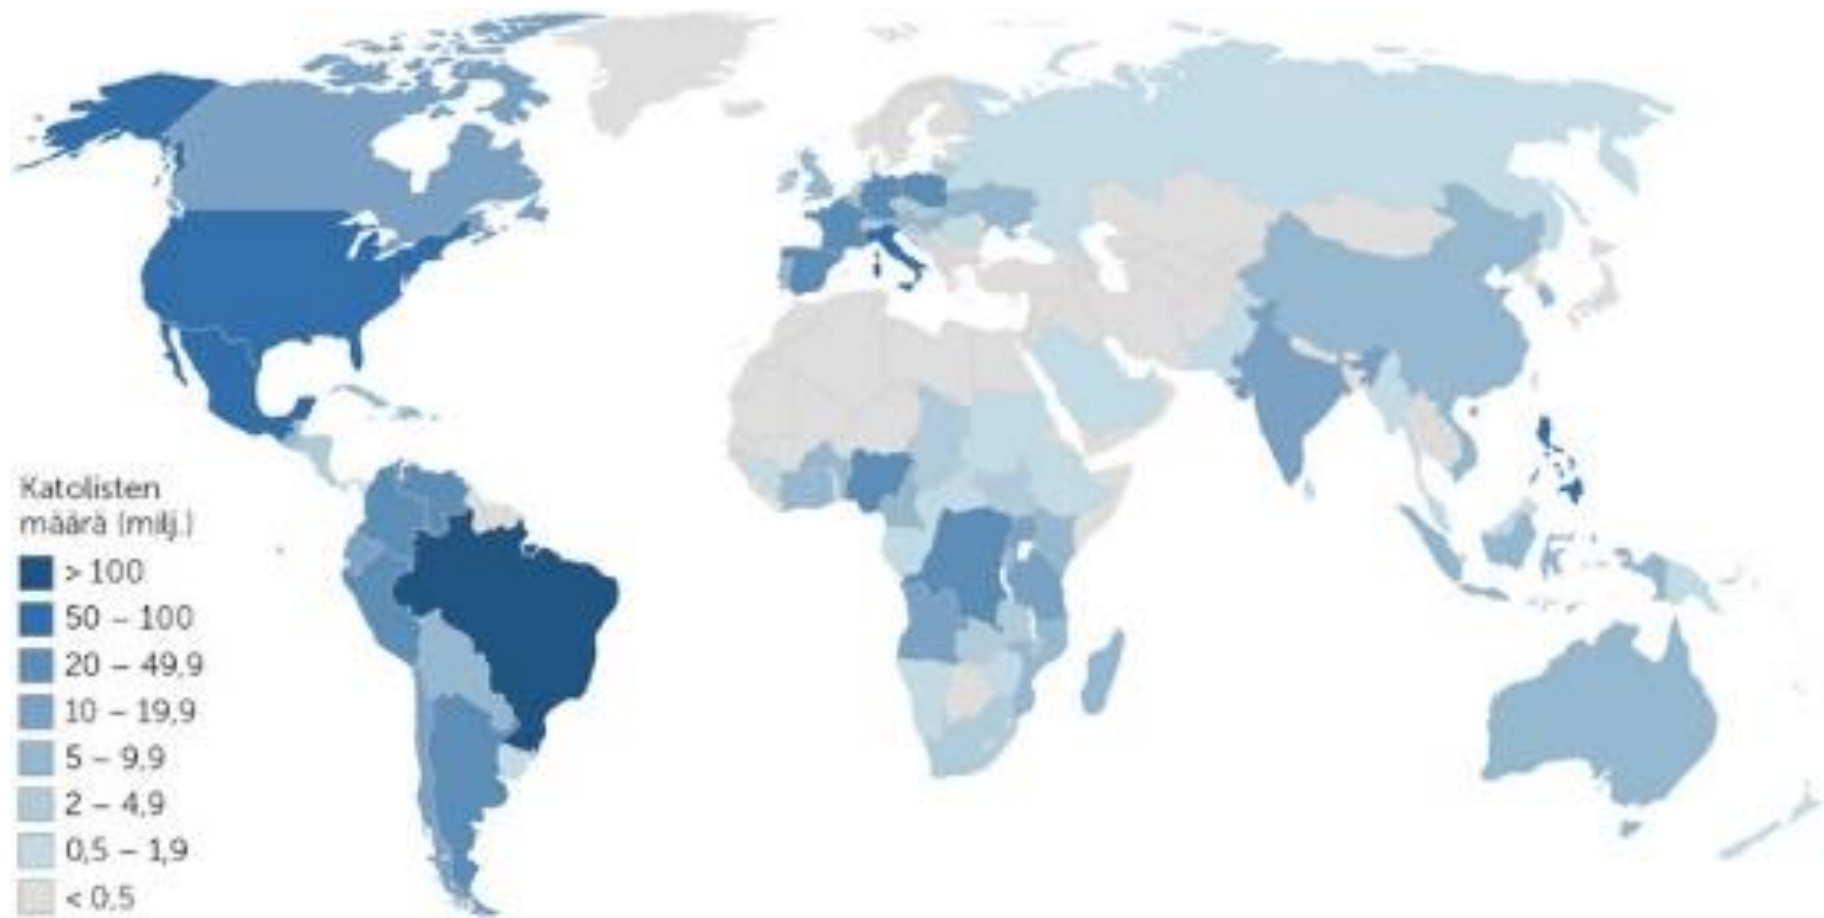 Katolisten
määrä (milj.)
> 100
50 – 100
20 – 49,9
10 – 19,9
5 – 9,9
2 – 4,9
0,5 – 1,9
< 0,5